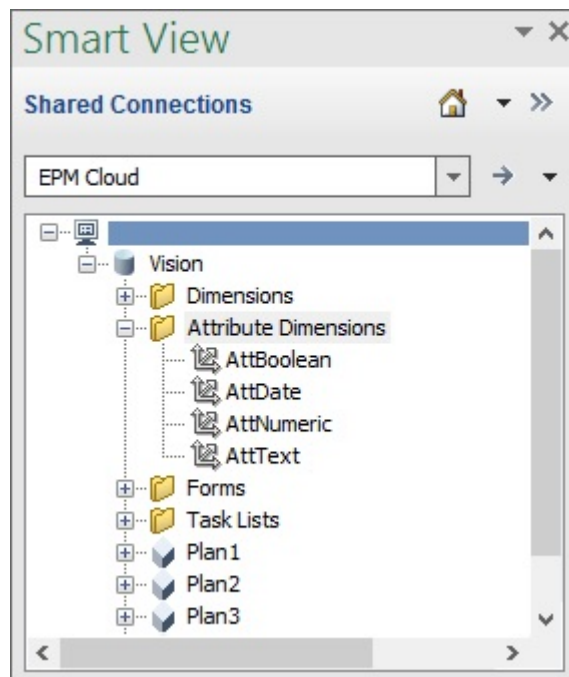 Smart View
Shared Connections
EPM Cloud
Vision
Dimensions
Attribute Dimensions
AttBoolean
AttDate
AttNumeric
AttText
Forms
Task Lists
Plan1
Plan2
Plan3